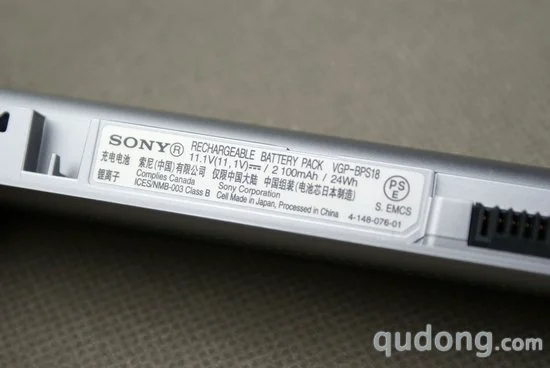 SONY® RECHARGEABLE BATTERY PACK VGP-BPS18
11.1V(11.1V)⎓/2100mAh/24Wh
充电电池 索尼(中国)有限公司 仅限中国大陆 中国组装(电池芯日本制造)
锂离子 Complies Canada Sony Corporation
ICES/NMB-003 Class B Cell Made in Japan, Processed in China
PSE
S. EMCS
4-148-076-01
qudong.com